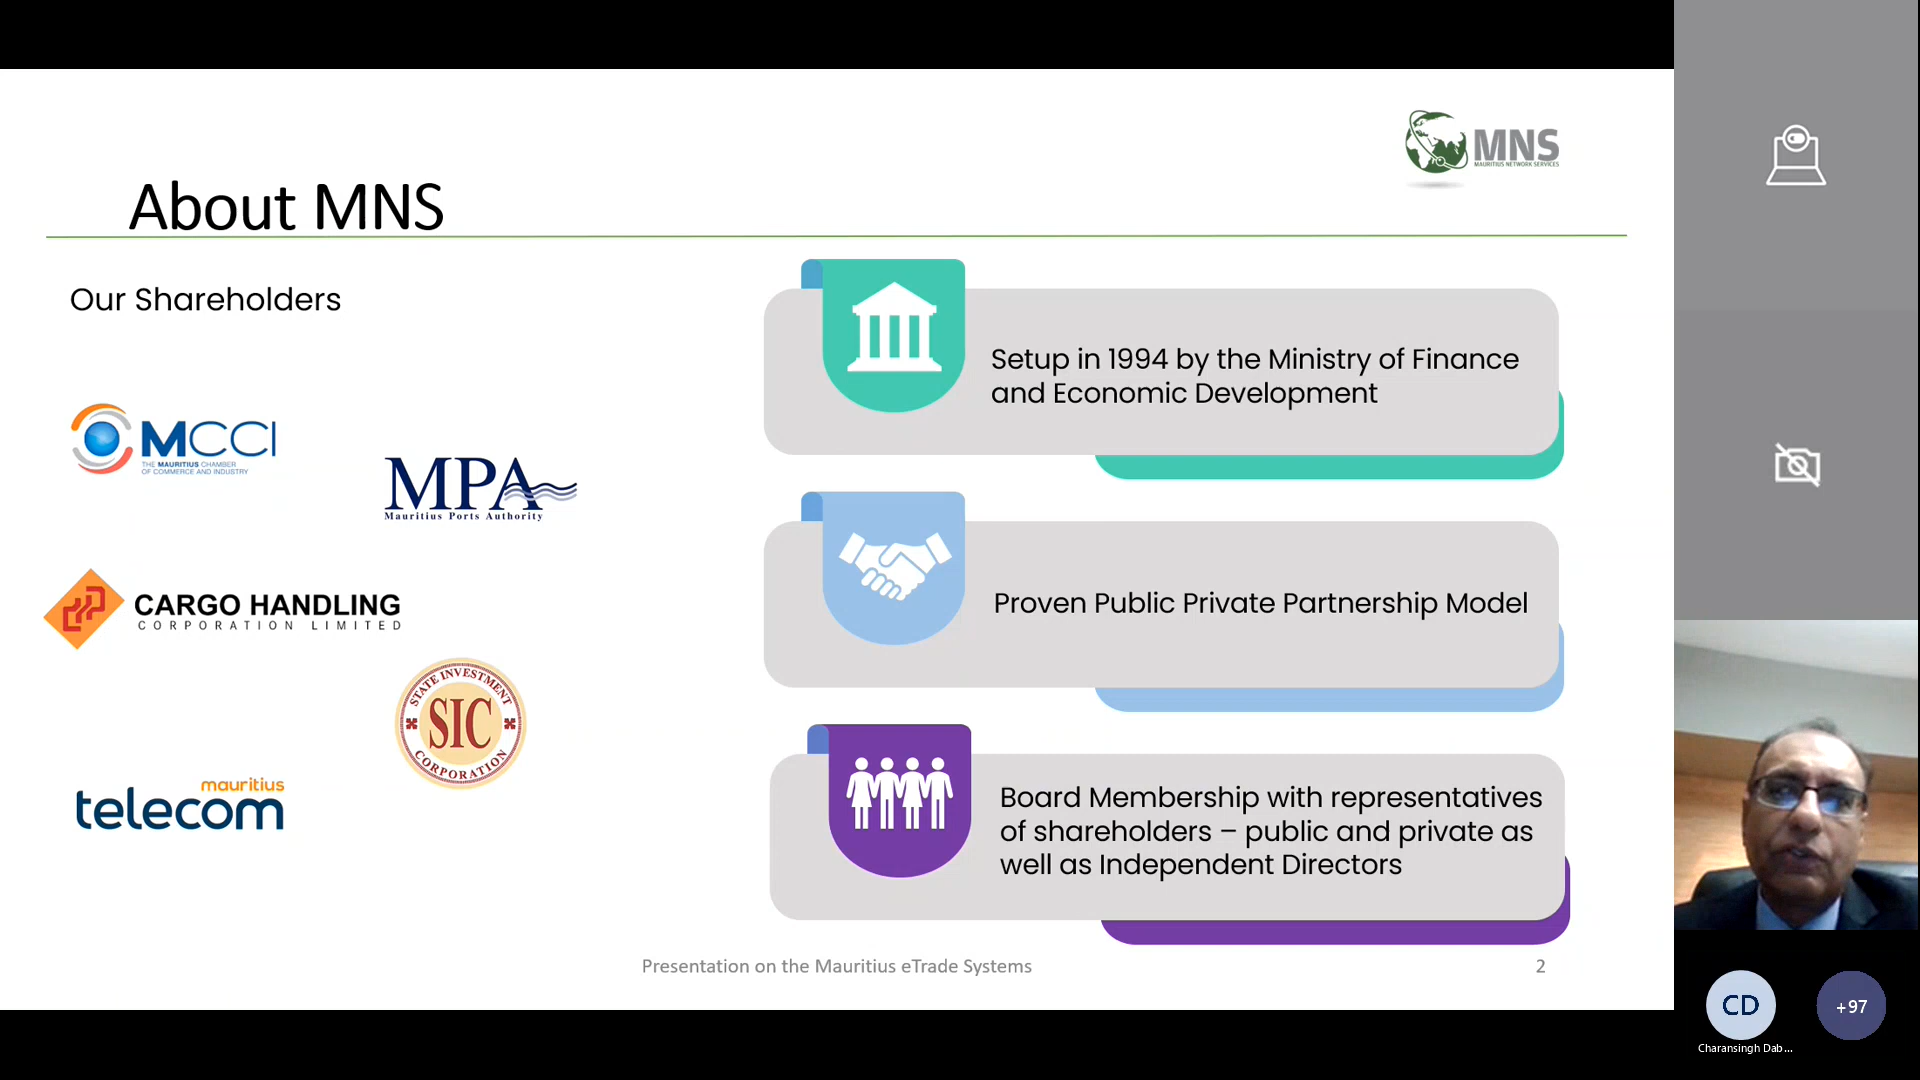 MNS
MAURITIUS NETWORK SERVICES
About MNS
Our Shareholders
MCCI
THE MAURITIUS CHAMBER
OF COMMERCE AND INDUSTRY
MPA
Mauritius Ports Authority
CARGO HANDLING
CORPORATION LIMITED
STATE INVESTMENT
SIC
CORPORATION
mauritius
telecom
Setup in 1994 by the Ministry of Finance
and Economic Development
Proven Public Private Partnership Model
Board Membership with representatives
of shareholders – public and private as
well as Independent Directors
Presentation on the Mauritius eTrade Systems
2
CD
+97
Charansingh Dab...